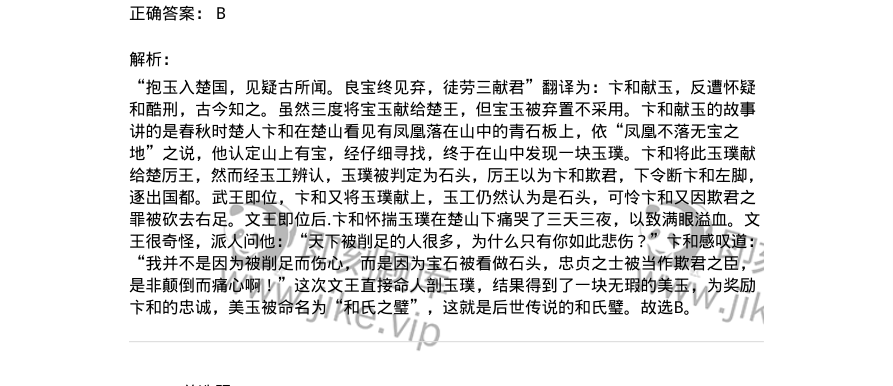 正确答案： B
解析：
“抱玉入楚国，见疑古所闻。良宝终见弃，徒劳三献君”翻译为：卞和献玉，反遭怀疑
和酷刑，古今知之。虽然三度将宝玉献给楚王，但宝玉被弃置不采用。卞和献玉的故事
讲的是春秋时楚人卞和在楚山看见有凤凰落在山中的青石板上，依“凤凰不落无宝之
地”之说，他认定山上有宝，经仔细寻找，终于在山中发现一块玉璞。卞和将此玉璞献
给楚厉王，然而经玉工辨认，玉璞被判定为石头，厉王以为卞和欺君，下令断卞和左脚，
逐出国都。武王即位，卞和又将玉璞献上，玉工仍然认为是石头，可怜卞和又因欺君之
罪被砍去右足。文王即位后.卞和怀揣玉璞在楚山下痛哭了三天三夜，以致满眼溢血。文
王很奇怪，派人问他：“天下被削足的人很多，为什么只有你如此悲伤？”卞和感叹道：
“我并不是因为被削足而伤心，而是因为宝石被看做石头，忠贞之士被当作欺君之臣，
是非颠倒而痛心啊！”这次文王直接命人剖玉璞，结果得到了一块无瑕的美玉，为奖励
卞和的忠诚，美玉被命名为“和氏之璧”，这就是后世传说的和氏璧。故选B。
即刻题库
www.jike.vip